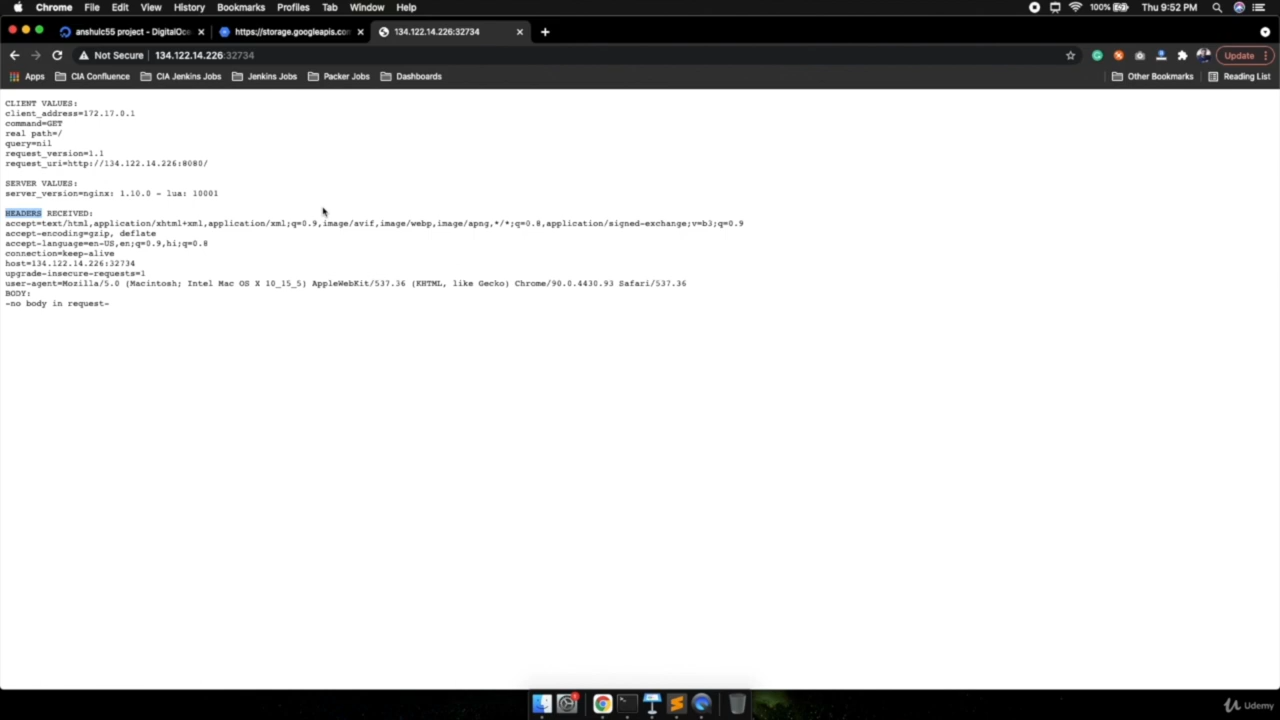 Chrome File Edit View History Bookmarks Profiles Tab Window Help 100% Thu 9:52 PM
anshulc55 project - DigitalOce https://storage.googleapis.co 134.122.14.226:32734
Not Secure 134.122.14.226:32734 Update
Apps CIA Confluence CIA Jenkins Jobs Jenkins Jobs Packer Jobs Dashboards Other Bookmarks Reading List
CLIENT VALUES:
client_address=172.17.0.1
command=GET
real path=/
query=nil
request_version=1.1
request_uri=http://134.122.14.226:8080/
SERVER VALUES:
server_version=nginx: 1.10.0 - lua: 10001
HEADERS RECEIVED:
accept=text/html,application/xhtml+xml,application/xml;q=0.9,image/avif,image/webp,image/apng,*/*;q=0.8,application/signed-exchange;v=b3;q=0.9
accept-encoding=gzip, deflate
accept-language=en-US,en;q=0.9,hi;q=0.8
connection=keep-alive
host=134.122.14.226:32734
upgrade-insecure-requests=1
user-agent=Mozilla/5.0 (Macintosh; Intel Mac OS X 10_15_5) AppleWebKit/537.36 (KHTML, like Gecko) Chrome/90.0.4430.93 Safari/537.36
BODY:
-no body in request-
Udemy